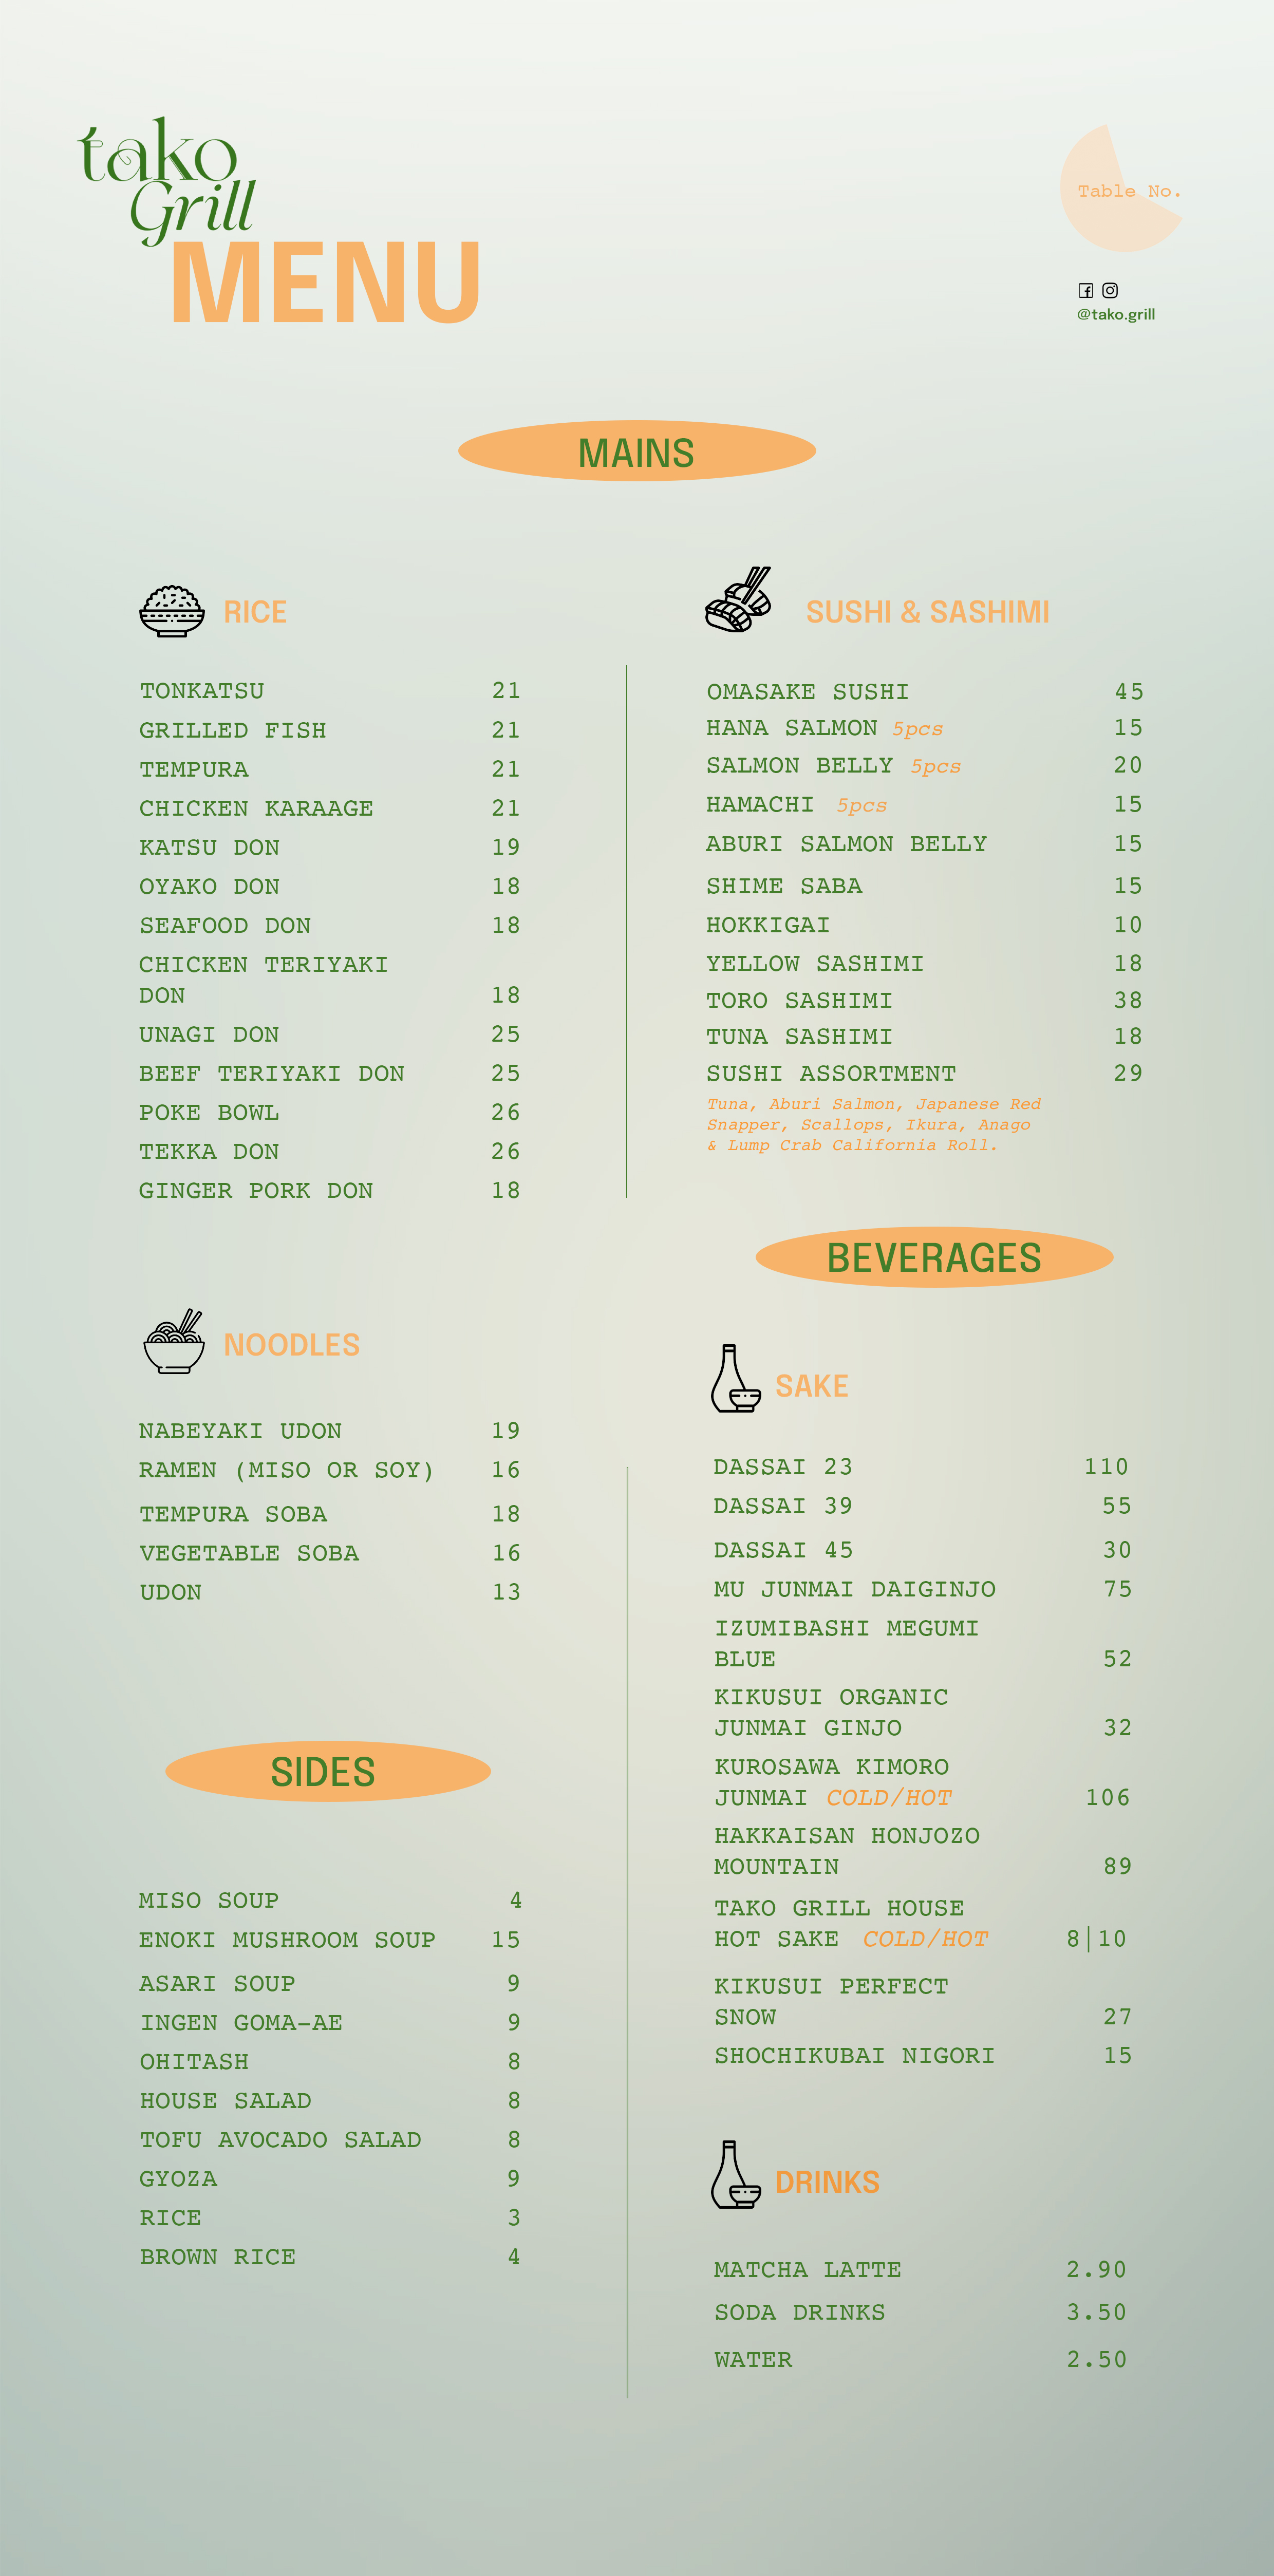 tako
Grill
MENU
Table No.
@tako.grill
MAINS
RICE
TONKATSU 21
GRILLED FISH 21
TEMPURA 21
CHICKEN KARAAGE 21
KATSU DON 19
OYAKO DON 18
SEAFOOD DON 18
CHICKEN TERIYAKI
DON 18
UNAGI DON 25
BEEF TERIYAKI DON 25
POKE BOWL 26
TEKKA DON 26
GINGER PORK DON 18
NOODLES
NABEYAKI UDON 19
RAMEN (MISO OR SOY) 16
TEMPURA SOBA 18
VEGETABLE SOBA 16
UDON 13
SIDES
MISO SOUP 4
ENOKI MUSHROOM SOUP 15
ASARI SOUP 9
INGEN GOMA-AE 9
OHITASH 8
HOUSE SALAD 8
TOFU AVOCADO SALAD 8
GYOZA 9
RICE 3
BROWN RICE 4
SUSHI & SASHIMI
OMASAKE SUSHI 45
HANA SALMON 5pcs 15
SALMON BELLY 5pcs 20
HAMACHI 5pcs 15
ABURI SALMON BELLY 15
SHIME SABA 15
HOKKIGAI 10
YELLOW SASHIMI 18
TORO SASHIMI 38
TUNA SASHIMI 18
SUSHI ASSORTMENT 29
Tuna, Aburi Salmon, Japanese Red
Snapper, Scallops, Ikura, Anago
& Lump Crab California Roll.
BEVERAGES
SAKE
DASSAI 23 110
DASSAI 39 55
DASSAI 45 30
MU JUNMAI DAIGINJO 75
IZUMIBASHI MEGUMI
BLUE 52
KIKUSUI ORGANIC
JUNMAI GINJO 32
KUROSAWA KIMORO
JUNMAI COLD/HOT 106
HAKKAISAN HONJOZO
MOUNTAIN 89
TAKO GRILL HOUSE
HOT SAKE COLD/HOT 8|10
KIKUSUI PERFECT
SNOW 27
SHOCHIKUBAI NIGORI 15
DRINKS
MATCHA LATTE 2.90
SODA DRINKS 3.50
WATER 2.50